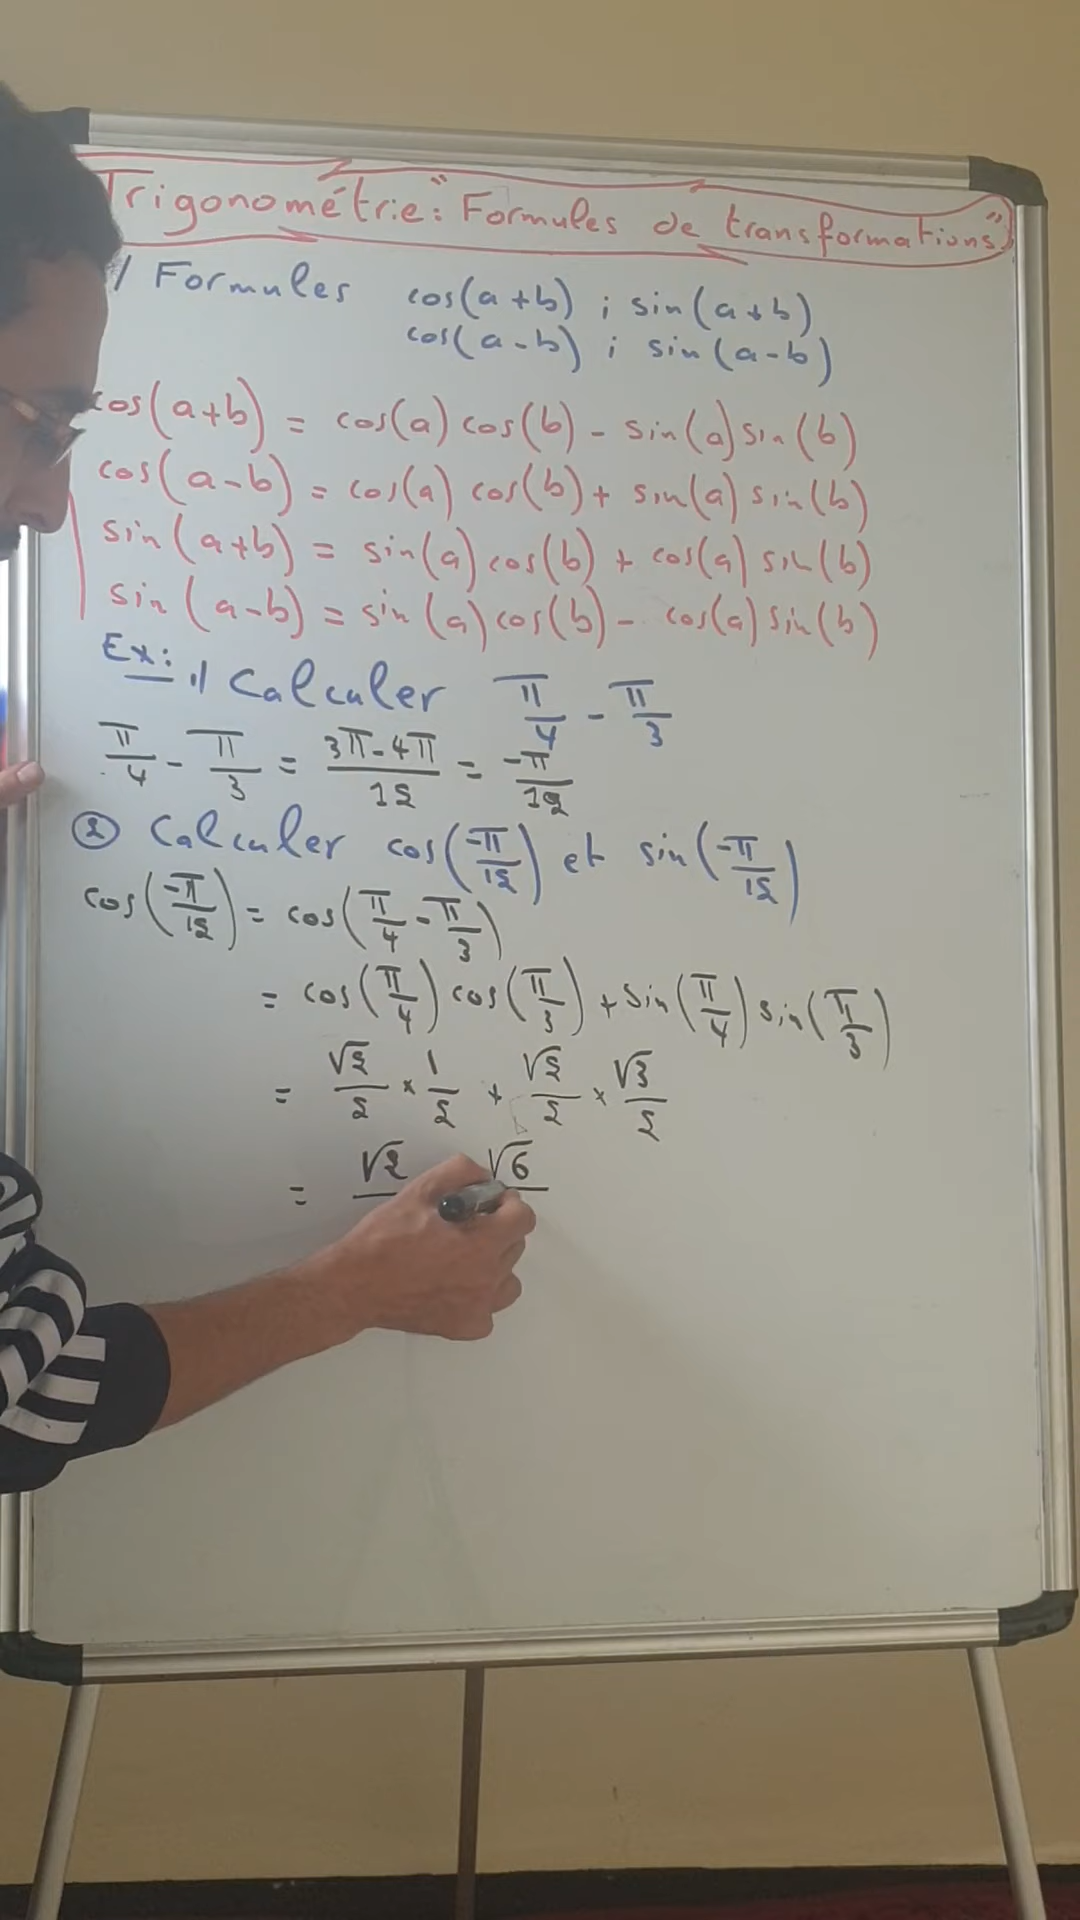 Trigonométrie: "Formules de transformations"
/ Formules cos(a+b) ; sin(a+b)
cos(a-b) ; sin(a-b)
cos(a+b) = cos(a) cos(b) - sin(a) sin(b)
cos(a-b) = cos(a) cos(b) + sin(a) sin(b)
sin(a+b) = sin(a) cos(b) + cos(a) sin(b)
sin(a-b) = sin(a) cos(b) - cos(a) sin(b)
Ex: 1/ Calculer π/4 - π/3
π/4 - π/3 = (3π-4π)/12 = -π/12
② Calculer cos(-π/12) et sin(-π/12)
cos(-π/12) = cos(π/4 - π/3)
= cos(π/4) cos(π/3) + sin(π/4) sin(π/3)
= √2/2 × 1/2 + √2/2 × √3/2
= √2 √6